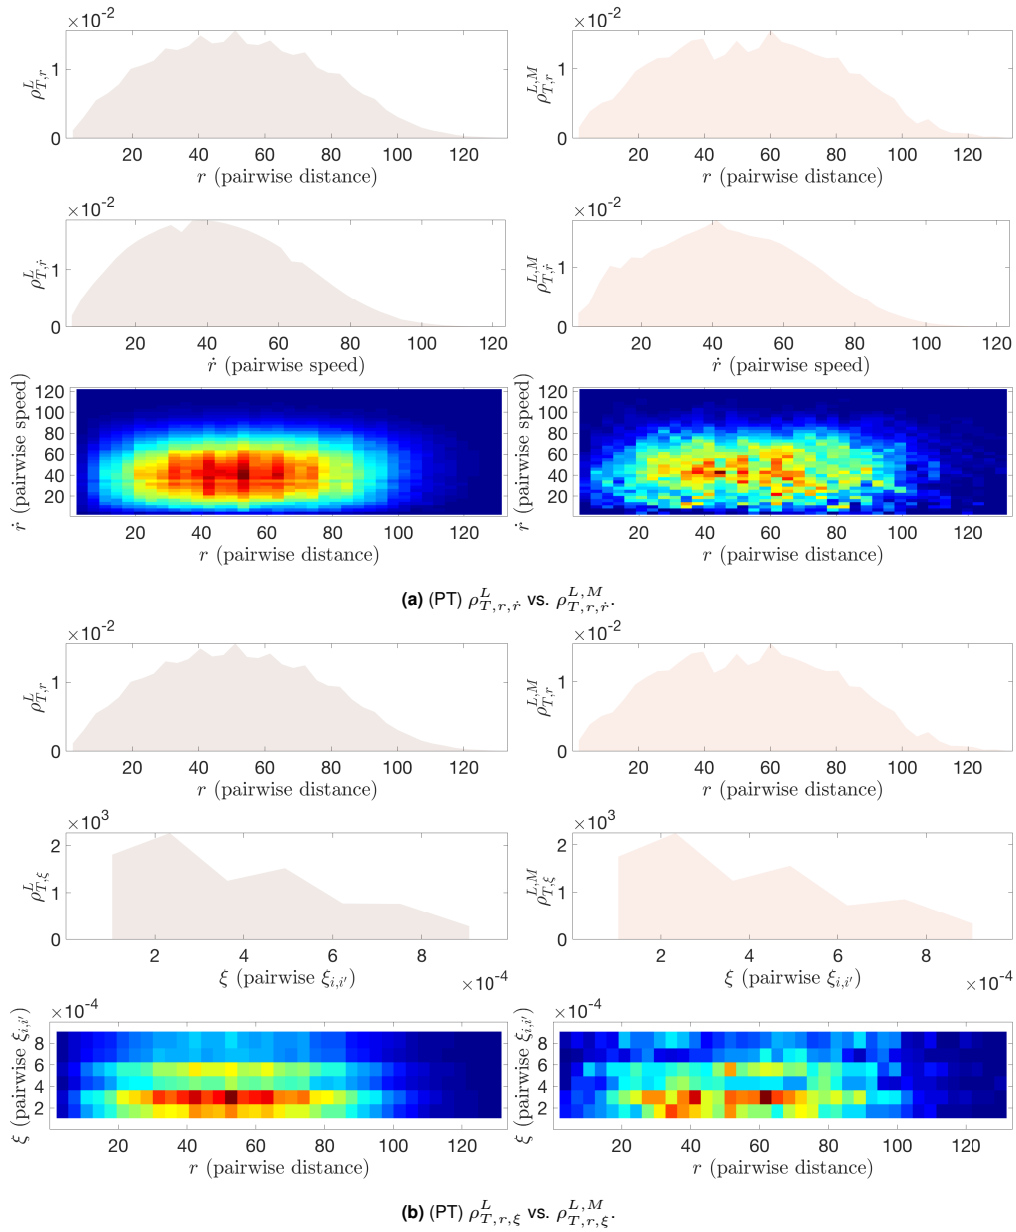 ×10⁻² ×10⁻²
1 1
ρ^L_{T,r} ρ^{L,M}_{T,r}
0 0
20 40 60 80 100 120 20 40 60 80 100 120
r (pairwise distance) r (pairwise distance)
×10⁻² ×10⁻²
1 1
ρ^L_{T,ṙ} ρ^{L,M}_{T,ṙ}
0 0
20 40 60 80 100 120 20 40 60 80 100 120
ṙ (pairwise speed) ṙ (pairwise speed)
ṙ (pairwise speed) ṙ (pairwise speed)
120 120
100 100
80 80
60 60
40 40
20 20
20 40 60 80 100 120 20 40 60 80 100 120
r (pairwise distance) r (pairwise distance)
(a) (PT) ρ^L_{T,r,ṙ} vs. ρ^{L,M}_{T,r,ṙ}.
×10⁻² ×10⁻²
1 1
ρ^L_{T,r} ρ^{L,M}_{T,r}
0 0
20 40 60 80 100 120 20 40 60 80 100 120
r (pairwise distance) r (pairwise distance)
×10³ ×10³
2 2
1 1
ρ^L_{T,ξ} ρ^{L,M}_{T,ξ}
0 0
2 4 6 8 2 4 6 8
ξ (pairwise ξ_{i,i′}) ×10⁻⁴ ξ (pairwise ξ_{i,i′}) ×10⁻⁴
×10⁻⁴ ×10⁻⁴
ξ (pairwise ξ_{i,i′}) ξ (pairwise ξ_{i,i′})
8 8
6 6
4 4
2 2
20 40 60 80 100 120 20 40 60 80 100 120
r (pairwise distance) r (pairwise distance)
(b) (PT) ρ^L_{T,r,ξ} vs. ρ^{L,M}_{T,r,ξ}.